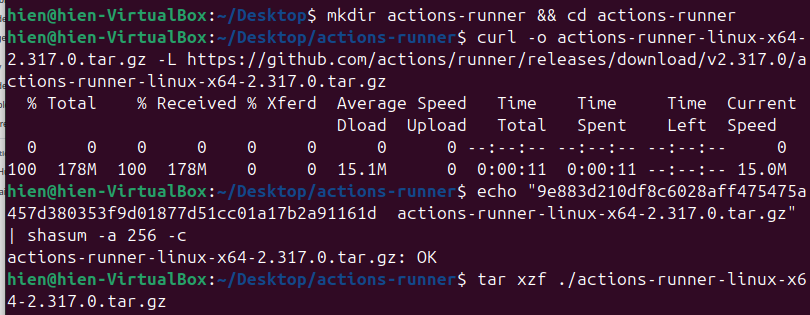 hien@hien-VirtualBox:~/Desktop$ mkdir actions-runner && cd actions-runner
hien@hien-VirtualBox:~/Desktop/actions-runner$ curl -o actions-runner-linux-x64-
2.317.0.tar.gz -L https://github.com/actions/runner/releases/download/v2.317.0/a
ctions-runner-linux-x64-2.317.0.tar.gz
  % Total    % Received % Xferd  Average Speed   Time    Time     Time  Current
                                 Dload  Upload   Total   Spent    Left  Speed
  0     0    0     0    0     0      0      0 --:--:-- --:--:-- --:--:--     0
100  178M  100  178M    0     0  15.1M      0  0:00:11  0:00:11 --:--:-- 15.0M
hien@hien-VirtualBox:~/Desktop/actions-runner$ echo "9e883d210df8c6028aff475475a
457d380353f9d01877d51cc01a17b2a91161d  actions-runner-linux-x64-2.317.0.tar.gz"
| shasum -a 256 -c
actions-runner-linux-x64-2.317.0.tar.gz: OK
hien@hien-VirtualBox:~/Desktop/actions-runner$ tar xzf ./actions-runner-linux-x6
4-2.317.0.tar.gz